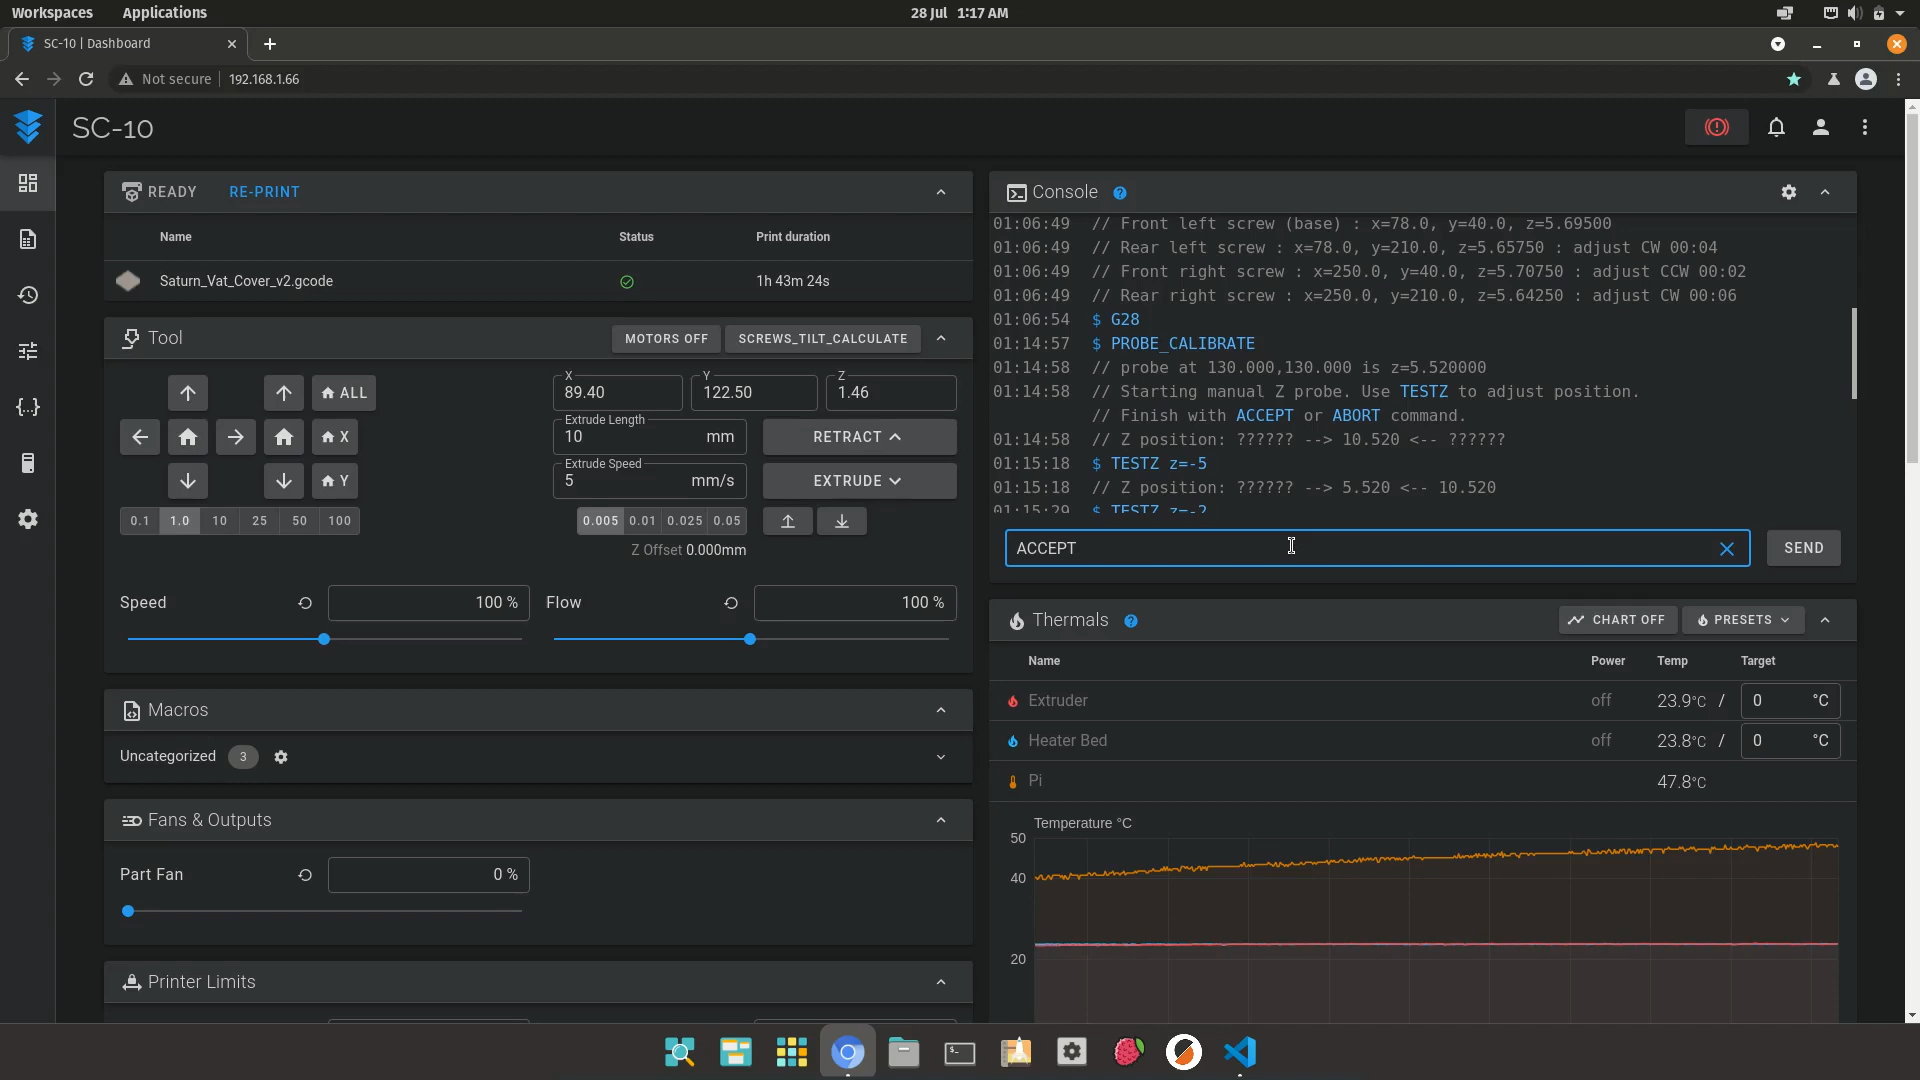 Workspaces Applications 28 Jul 1:17 AM
SC-10 | Dashboard
Not secure 192.168.1.66
SC-10
READY RE-PRINT
Name Status Print duration
Saturn_Vat_Cover_v2.gcode 1h 43m 24s
Tool MOTORS OFF SCREWS_TILT_CALCULATE
X Y Z
89.40 122.50 1.46
ALL
Extrude Length
10 mm
X
RETRACT
Extrude Speed
5 mm/s
Y
EXTRUDE
0.1 1.0 10 25 50 100
0.005 0.01 0.025 0.05
Z Offset 0.000mm
Speed 100 % Flow 100 %
Macros
Uncategorized 3
Fans & Outputs
Part Fan 0 %
Printer Limits
Console
01:06:49 // Front left screw (base) : x=78.0, y=40.0, z=5.69500
01:06:49 // Rear left screw : x=78.0, y=210.0, z=5.65750 : adjust CW 00:04
01:06:49 // Front right screw : x=250.0, y=40.0, z=5.70750 : adjust CCW 00:02
01:06:49 // Rear right screw : x=250.0, y=210.0, z=5.64250 : adjust CW 00:06
01:06:54 $ G28
01:14:57 $ PROBE_CALIBRATE
01:14:58 // probe at 130.000,130.000 is z=5.520000
01:14:58 // Starting manual Z probe. Use TESTZ to adjust position.
// Finish with ACCEPT or ABORT command.
01:14:58 // Z position: ?????? --> 10.520 <-- ??????
01:15:18 $ TESTZ z=-5
01:15:18 // Z position: ?????? --> 5.520 <-- 10.520
01:15:29 $ TESTZ z=-2
ACCEPT SEND
Thermals CHART OFF PRESETS
Name Power Temp Target
Extruder off 23.9°C / 0 °C
Heater Bed off 23.8°C / 0 °C
Pi 47.8°C
Temperature °C
50
40
20